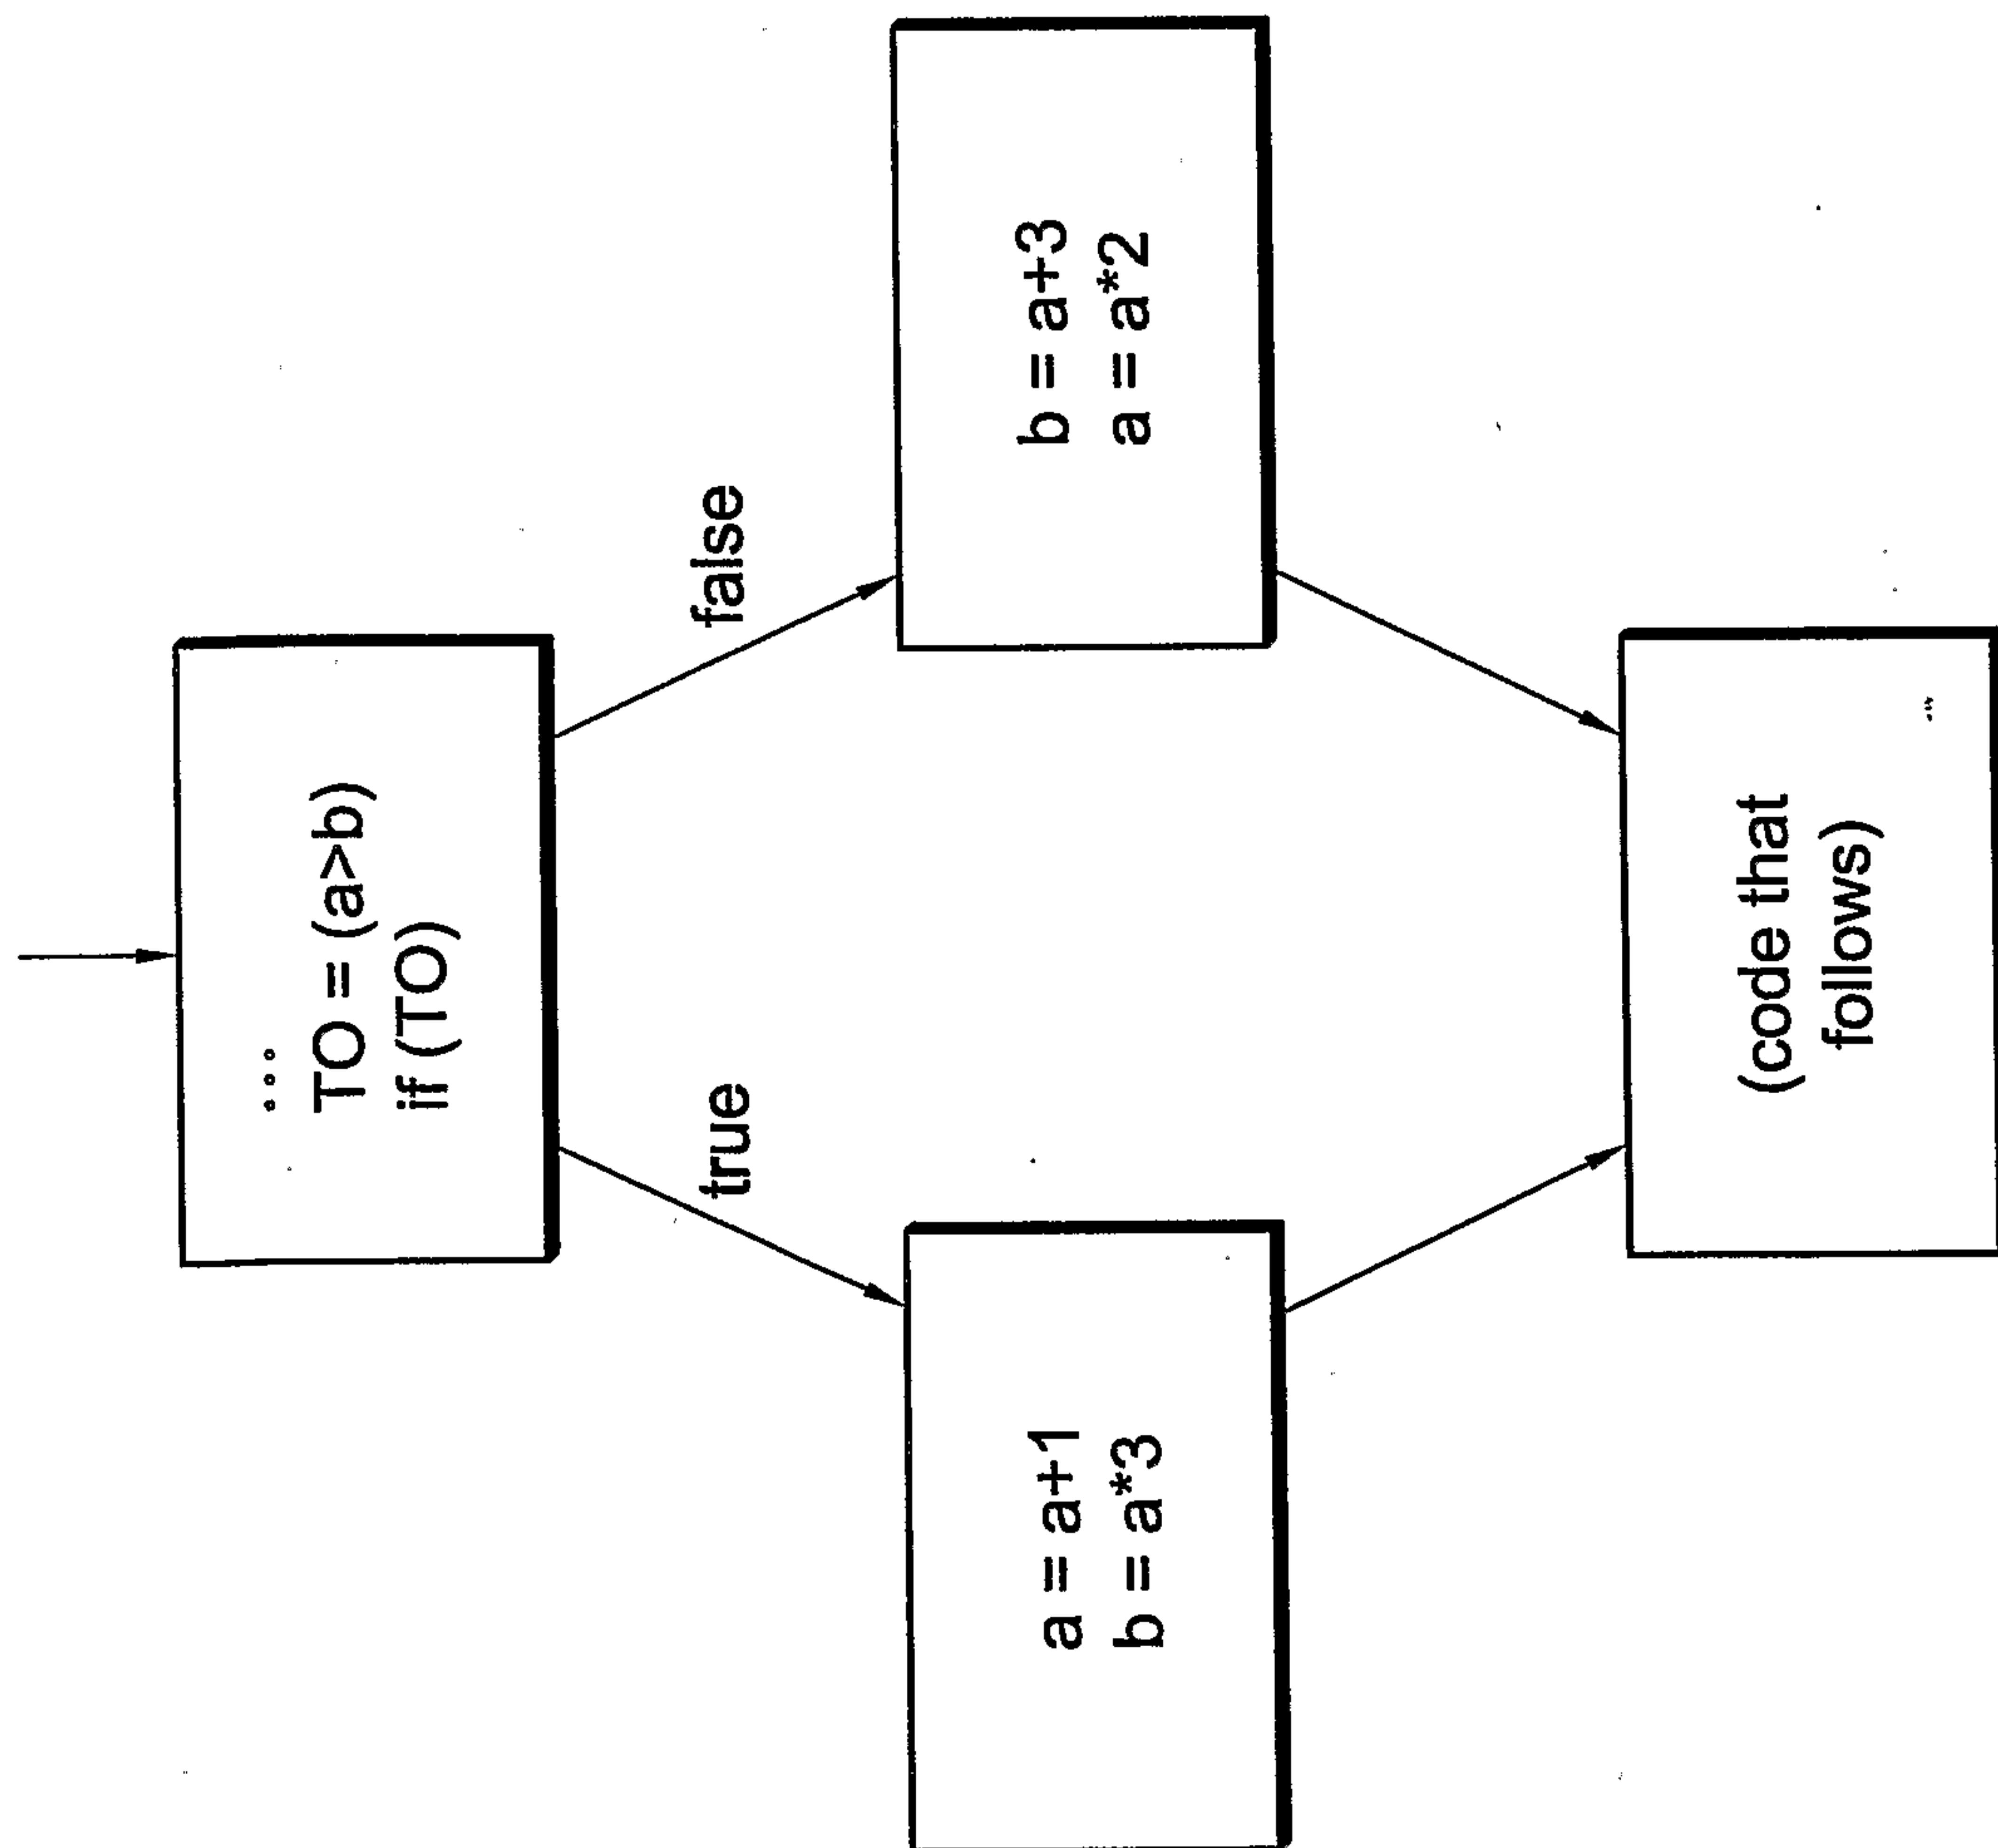 ...
TO = (a>b)
if (TO)
true
false
a = a+1
b = a*3
b = a+3
a = a*2
(code that
follows)